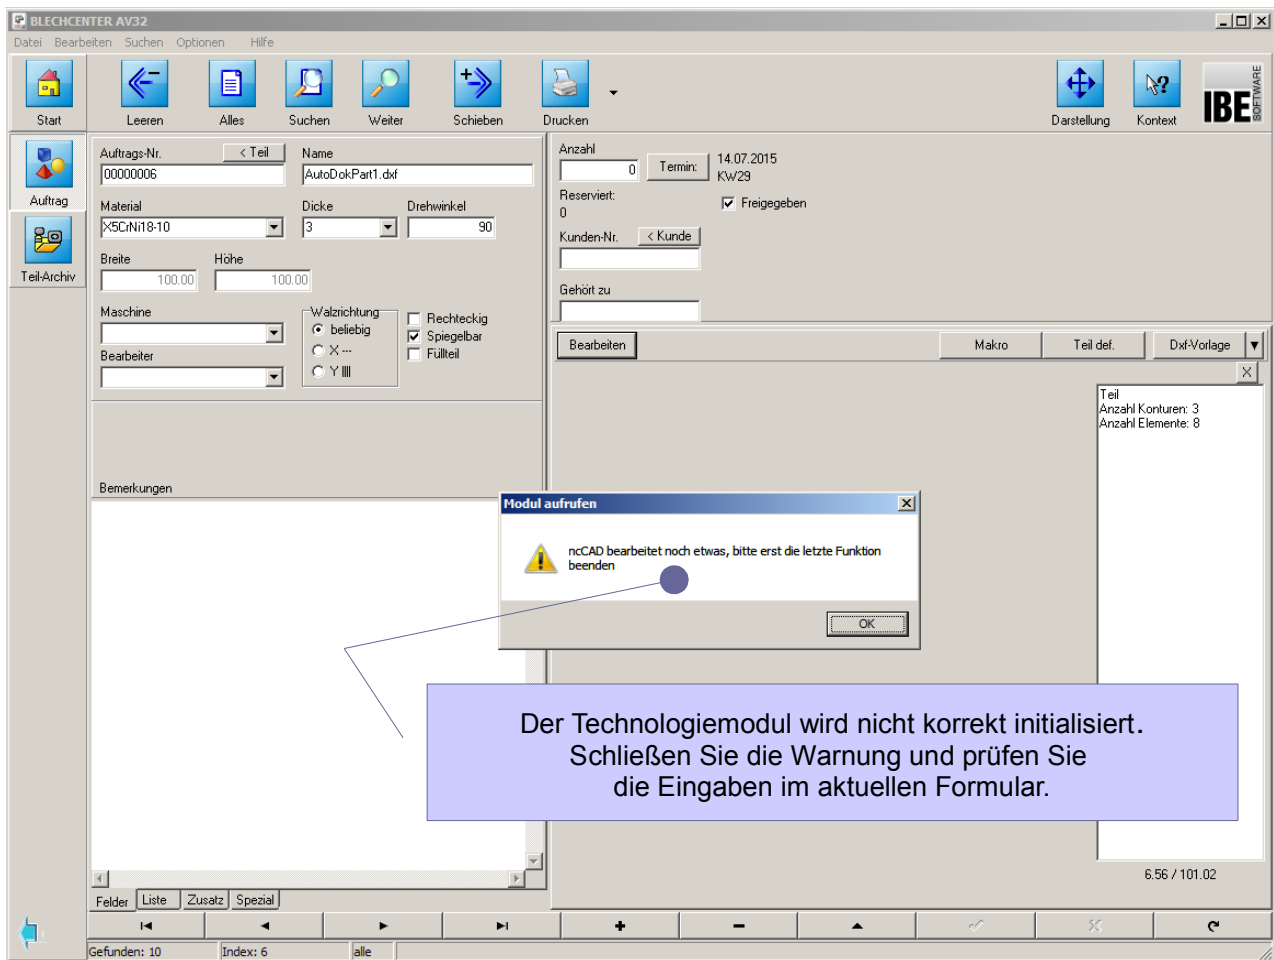 BLECHCENTER AV32
Datei Bearbeiten Suchen Optionen Hilfe
Start Leeren Alles Suchen Weiter Schieben Drucken Darstellung Kontext
IBE SOFTWARE
Auftrag
Teil-Archiv
Auftrags-Nr. < Teil Name
00000006 AutoDokPart1.dxf
Material Dicke Drehwinkel
X5CrNi18-10 3 90
Breite Höhe
100.00 100.00
Maschine
Bearbeiter
Walzrichtung
beliebig
X ---
Y IIII
Rechteckig
Spiegelbar
Füllteil
Bemerkungen
Anzahl
0 Termin: 14.07.2015
KW29
Reserviert:
0
Freigegeben
Kunden-Nr. < Kunde
Gehört zu
Bearbeiten Makro Teil def. Dxf-Vorlage
X
Teil
Anzahl Konturen: 3
Anzahl Elemente: 8
Modul aufrufen
ncCAD bearbeitet noch etwas, bitte erst die letzte Funktion
beenden
OK
Der Technologiemodul wird nicht korrekt initialisiert.
Schließen Sie die Warnung und prüfen Sie
die Eingaben im aktuellen Formular.
6.56 / 101.02
Felder Liste Zusatz Spezial
Gefunden: 10 Index: 6 alle